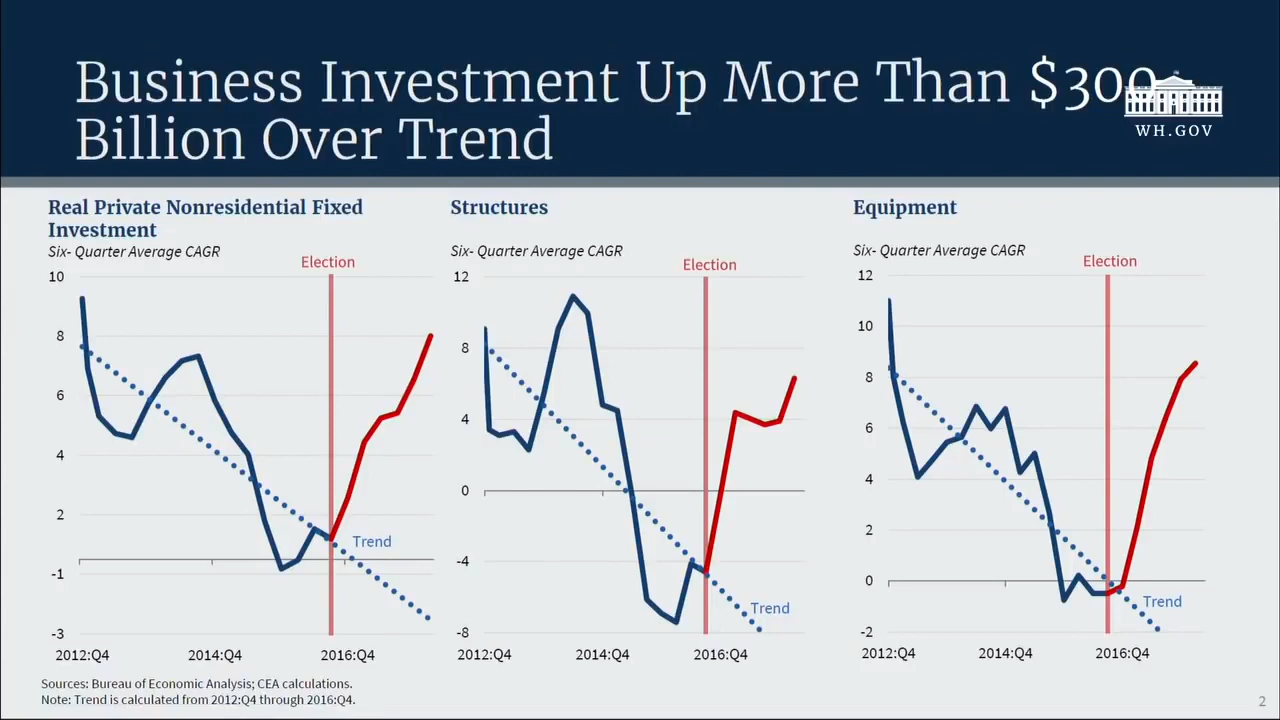 Business Investment Up More Than $300
Billion Over Trend
WH.GOV
Real Private Nonresidential Fixed
Investment
Six- Quarter Average CAGR
Election
10
8
6
4
2
-1
-3
Trend
2012:Q4
2014:Q4
2016:Q4
Structures
Six- Quarter Average CAGR
Election
12
8
4
0
-4
-8
Trend
2012:Q4
2014:Q4
2016:Q4
Equipment
Six- Quarter Average CAGR
Election
12
10
8
6
4
2
0
-2
Trend
2012:Q4
2014:Q4
2016:Q4
Sources: Bureau of Economic Analysis; CEA calculations.
Note: Trend is calculated from 2012:Q4 through 2016:Q4.
2